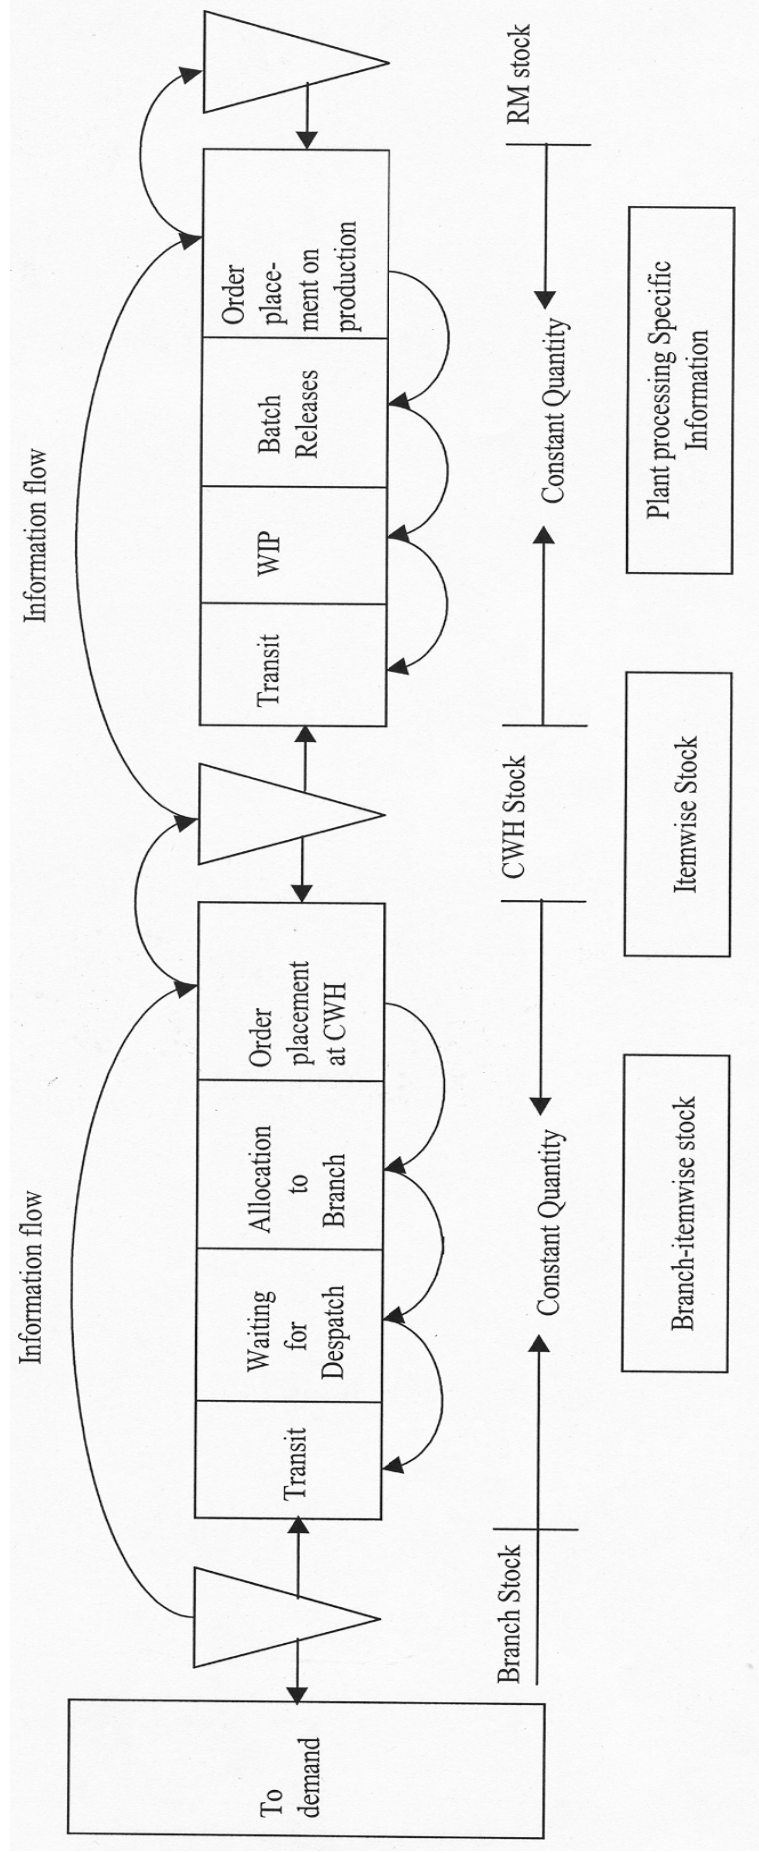 Information flow
Information flow
To
demand
Transit
Waiting
for
Despatch
Allocation
to
Branch
Order
placement
at CWH
Transit
WIP
Batch
Releases
Order
place-
ment on
production
Branch Stock
Constant Quantity
CWH Stock
Constant Quantity
RM stock
Branch-itemwise stock
Itemwise Stock
Plant processing Specific
Information